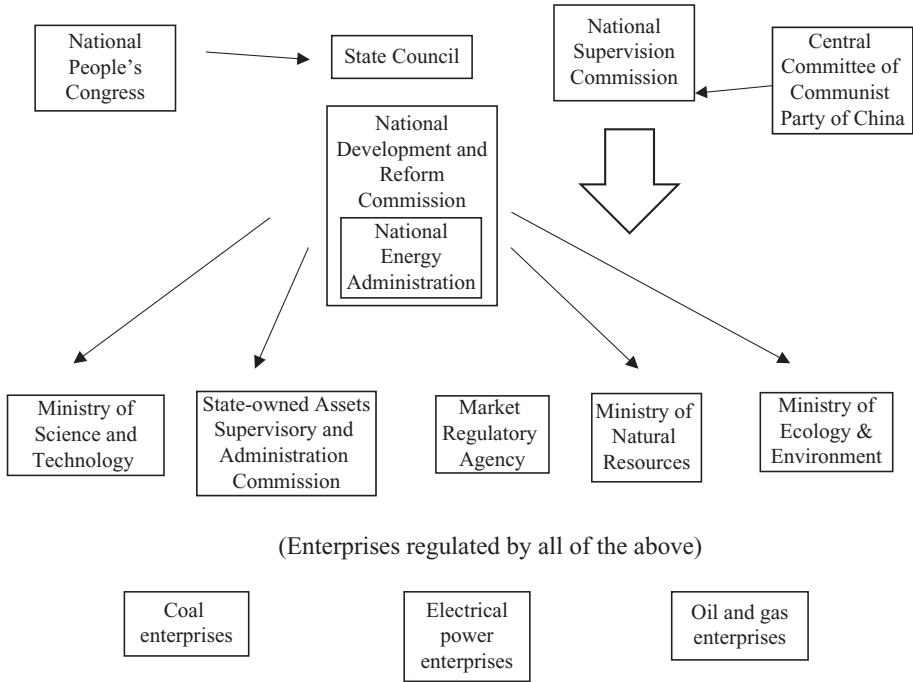 National
People's
Congress
State Council
National
Supervision
Commission
Central
Committee of
Communist
Party of China
National
Development and
Reform
Commission
National
Energy
Administration
Ministry of
Science and
Technology
State-owned Assets
Supervisory and
Administration
Commission
Market
Regulatory
Agency
Ministry of
Natural
Resources
Ministry of
Ecology &
Environment
(Enterprises regulated by all of the above)
Coal
enterprises
Electrical
power
enterprises
Oil and gas
enterprises